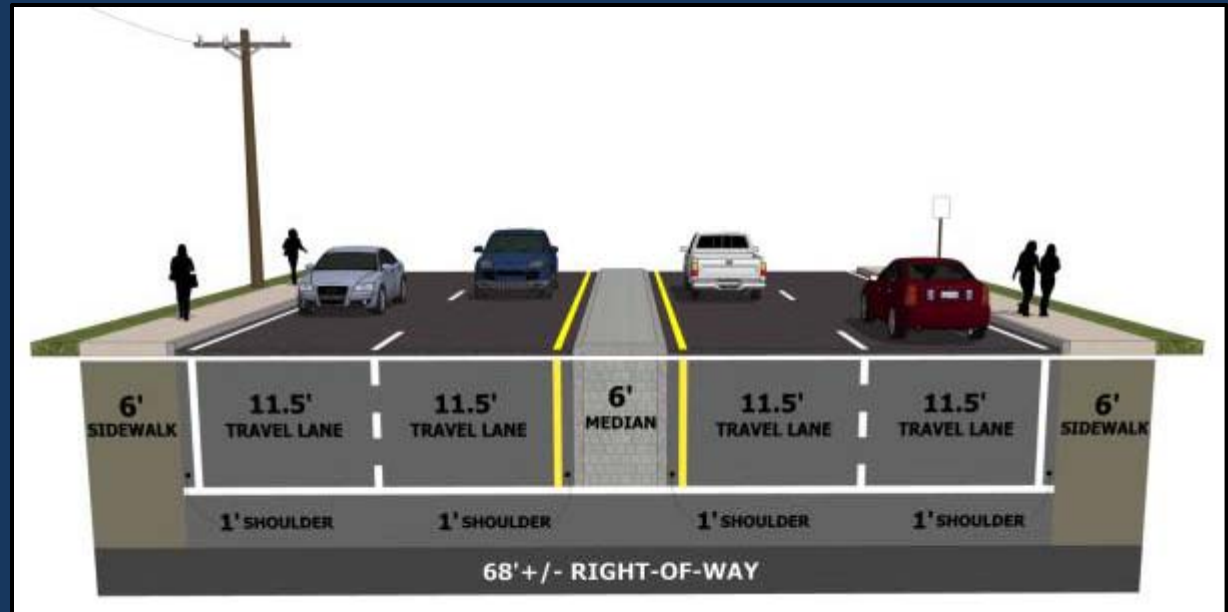 6'
SIDEWALK
11.5'
TRAVEL LANE
11.5'
TRAVEL LANE
6'
MEDIAN
11.5'
TRAVEL LANE
11.5'
TRAVEL LANE
6'
SIDEWALK
1' SHOULDER
1' SHOULDER
1' SHOULDER
1' SHOULDER
68'+/- RIGHT-OF-WAY